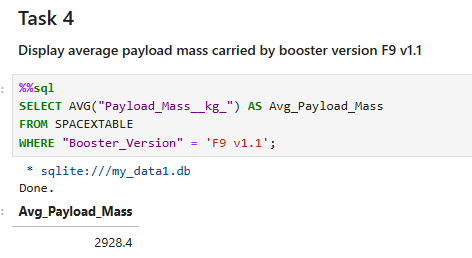 Task 4
Display average payload mass carried by booster version F9 v1.1
:
%%sql
SELECT AVG("Payload_Mass__kg_") AS Avg_Payload_Mass
FROM SPACEXTABLE
WHERE "Booster_Version" = 'F9 v1.1';
* sqlite:///my_data1.db
Done.
:
Avg_Payload_Mass
2928.4